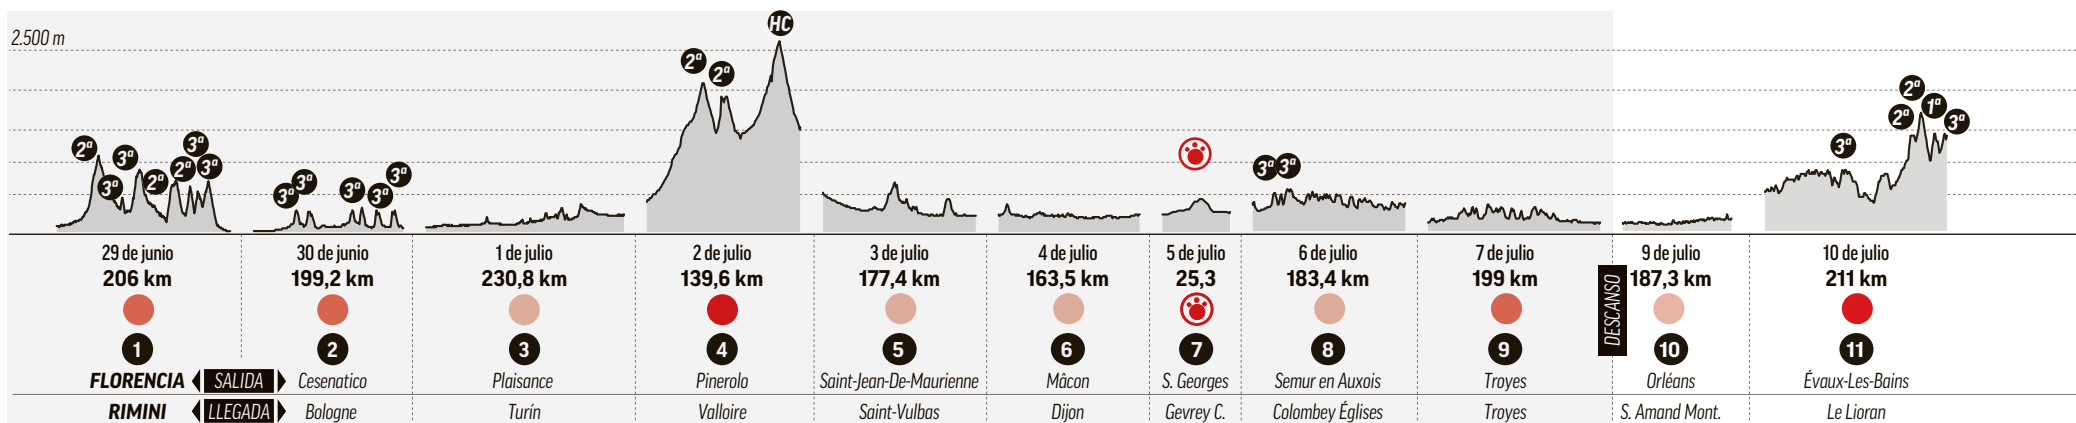 2.500 m
2ª 3ª 3ª 2ª 2ª 3ª 3ª
3ª 3ª 3ª 3ª 3ª
2ª 2ª HC
3ª 3ª
3ª 2ª 2ª 1ª 3ª
29 de junio 30 de junio 1 de julio 2 de julio 3 de julio 4 de julio 5 de julio 6 de julio 7 de julio 9 de julio 10 de julio
206 km 199,2 km 230,8 km 139,6 km 177,4 km 163,5 km 25,3 183,4 km 199 km 187,3 km 211 km
DESCANSO
1 2 3 4 5 6 7 8 9 10 11
FLORENCIA SALIDA Cesenatico Plaisance Pinerolo Saint-Jean-De-Maurienne Mâcon S. Georges Semur en Auxois Troyes Orléans Évaux-Les-Bains
RIMINI LLEGADA Bologne Turín Valloire Saint-Vulbas Dijon Gevrey C. Colombey Églises Troyes S. Amand Mont. Le Lioran